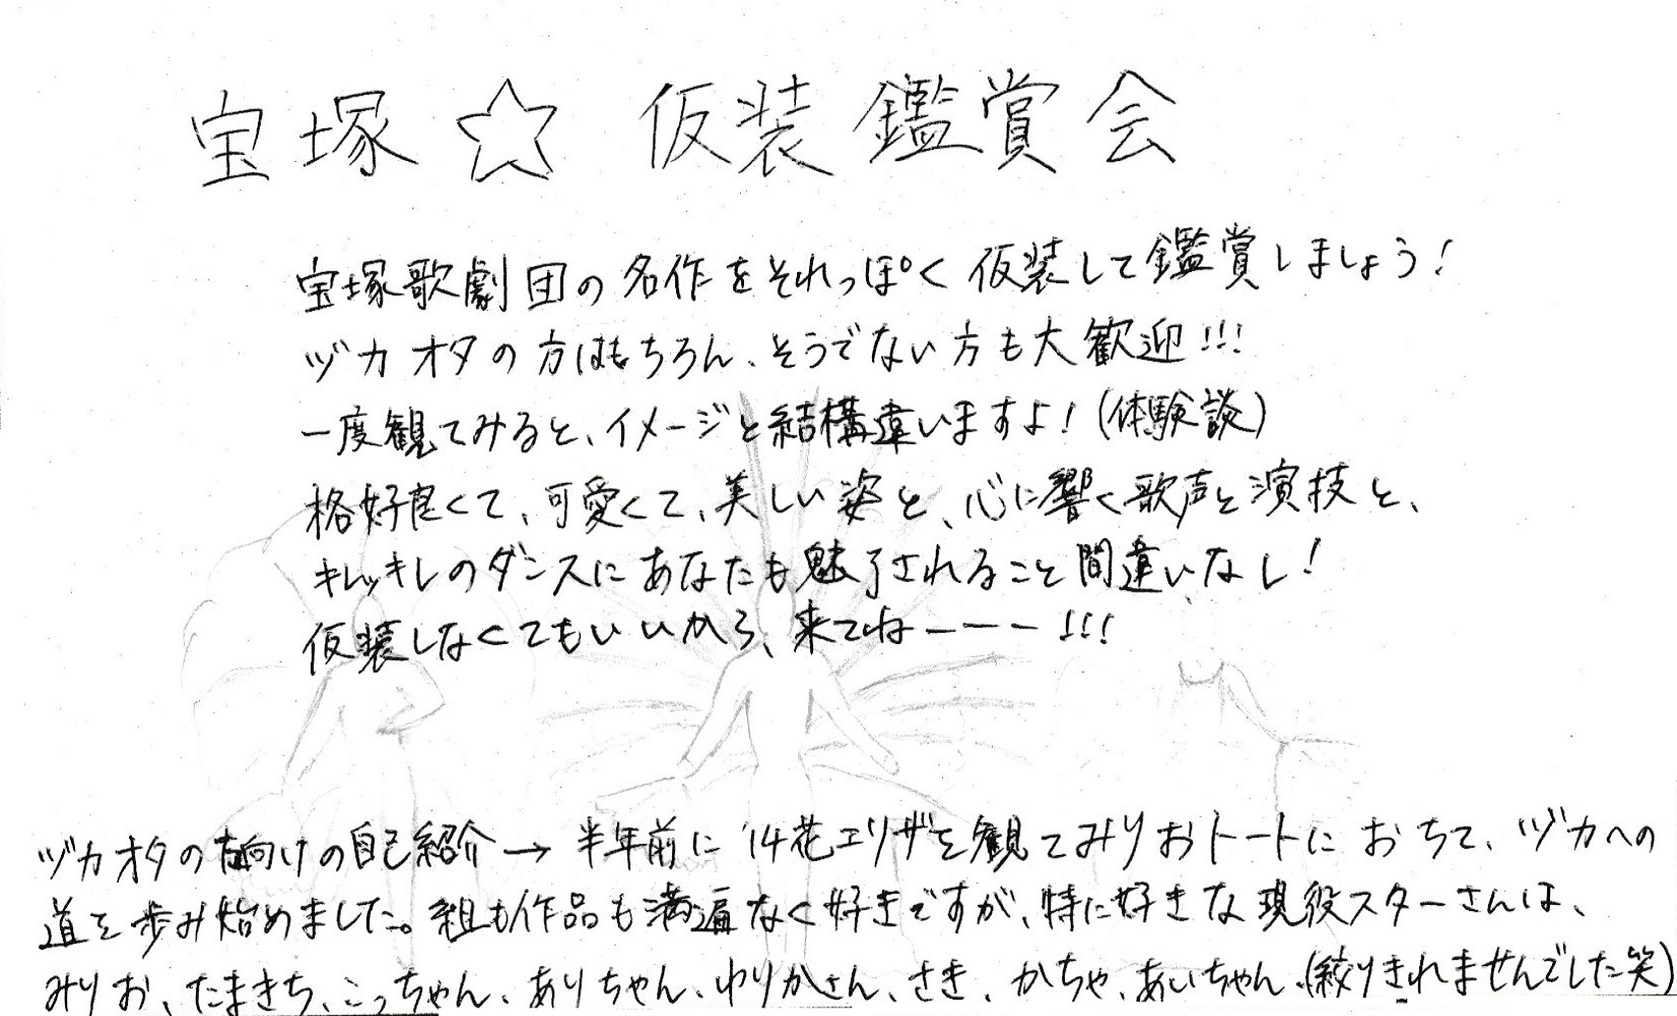 宝塚☆仮装鑑賞会
宝塚歌劇団の名作をそれっぽく仮装して鑑賞しましょう!
ヅカオタの方はもちろん、そうでない方も大歓迎!!!
一度観てみると、イメージと結構違いますよ!(体験談)
格好良くて、可愛くて、美しい姿と、心に響く歌声と演技と、
キレッキレのダンスにあなたも魅了されること間違いなし!
仮装しなくてもいいから、来てねーーー!!!
ヅカオタの方向けの自己紹介→半年前に'14花エリザを観てみりおトートにおちて、ヅカへの
道を歩み始めました。組も作品も満遍なく好きですが、特に好きな現役スターさんは、
みりお、たまきち、こっちゃん、ありちゃん、ゆりかさん、さき、かちゃ、あいちゃん、(絞りきれませんでした笑)